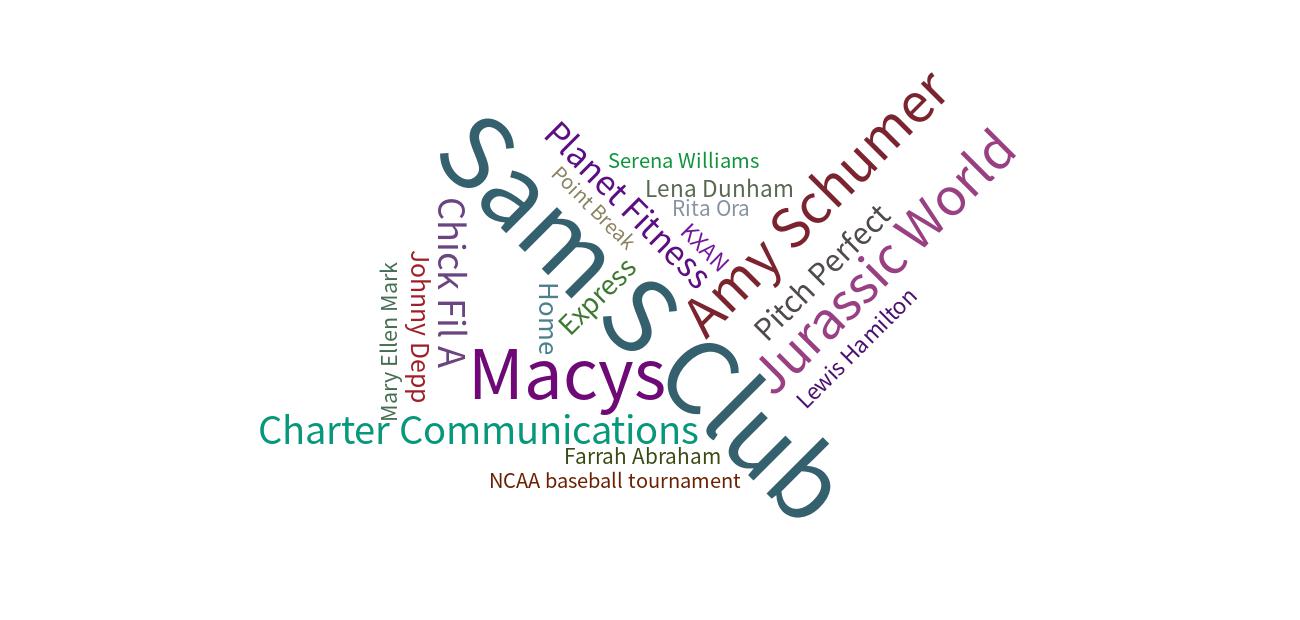 Sam S Club
Planet Fitness
Serena Williams
Point Break
Lena Dunham
Rita Ora
KXAN
Amy Schumer
Jurassic World
Pitch Perfect
Lewis Hamilton
Chick Fil A
Johnny Depp
Mary Ellen Mark
Home
Express
Macys
Charter Communications
Farrah Abraham
NCAA baseball tournament